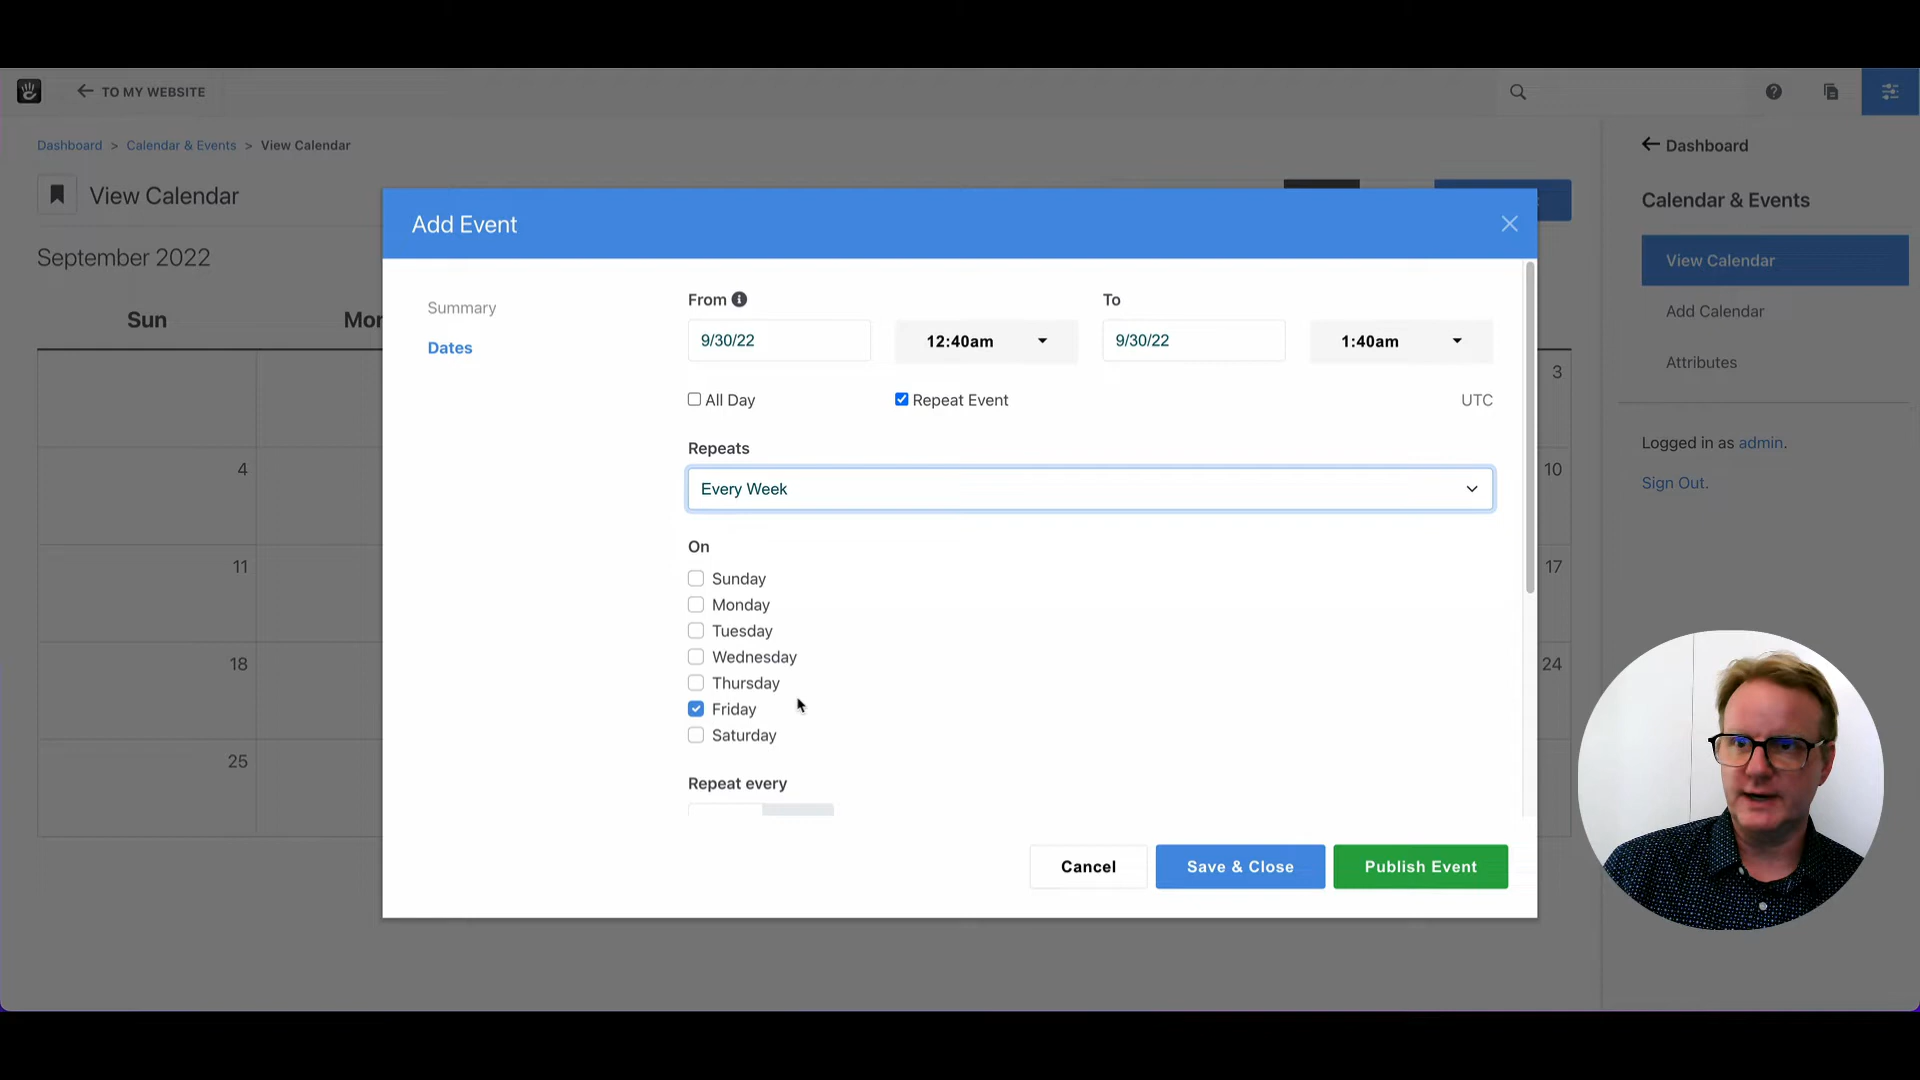 TO MY WEBSITE
Dashboard > Calendar & Events > View Calendar
View Calendar
September 2022
Sun
Mon
3
4
10
11
17
18
24
25
Add Event
Summary
Dates
From
To
9/30/22
12:40am
9/30/22
1:40am
All Day
Repeat Event
UTC
Repeats
Every Week
On
Sunday
Monday
Tuesday
Wednesday
Thursday
Friday
Saturday
Repeat every
Cancel
Save & Close
Publish Event
Dashboard
Calendar & Events
View Calendar
Add Calendar
Attributes
Logged in as admin.
Sign Out.